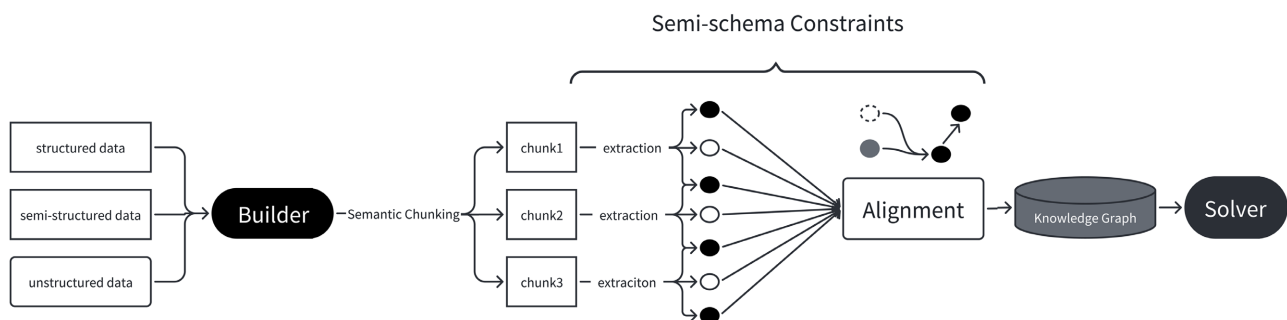 Semi-schema Constraints
structured data
semi-structured data
unstructured data
Builder
Semantic Chunking
chunk1
extraction
chunk2
extraction
chunk3
extraciton
Alignment
Knowledge Graph
Solver